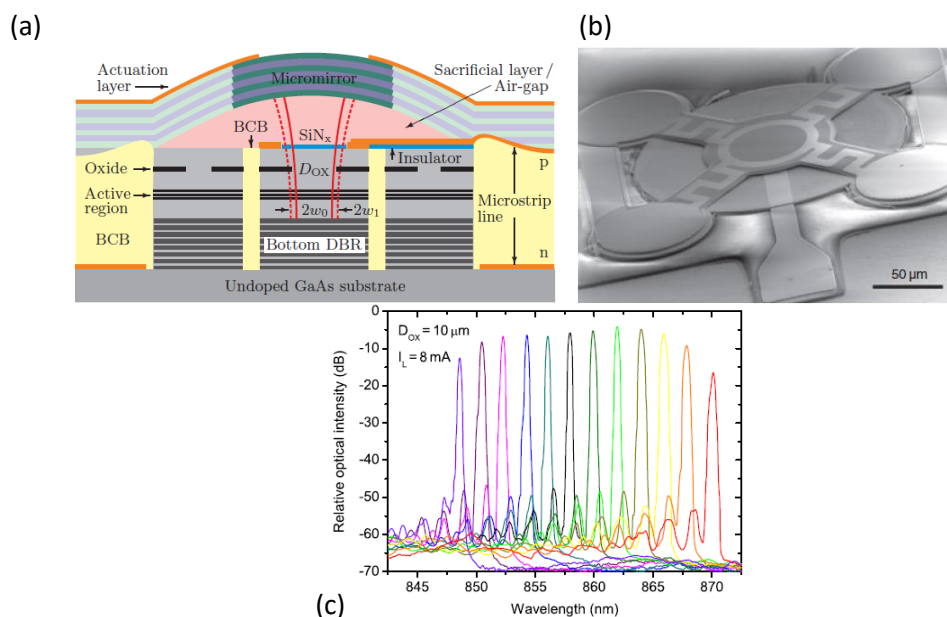 (a)
(b)
Actuation
layer
Micromirror
Sacrificial layer /
Air-gap
BCB
SiNx
Insulator
Oxide
DOX
p
Active
region
Microstrip
line
2w0
2w1
BCB
Bottom DBR
n
Undoped GaAs substrate
50 µm
DOX = 10 µm
IL = 8 mA
Relative optical intensity (dB)
0
-10
-20
-30
-40
-50
-60
-70
845
850
855
860
865
870
Wavelength (nm)
(c)